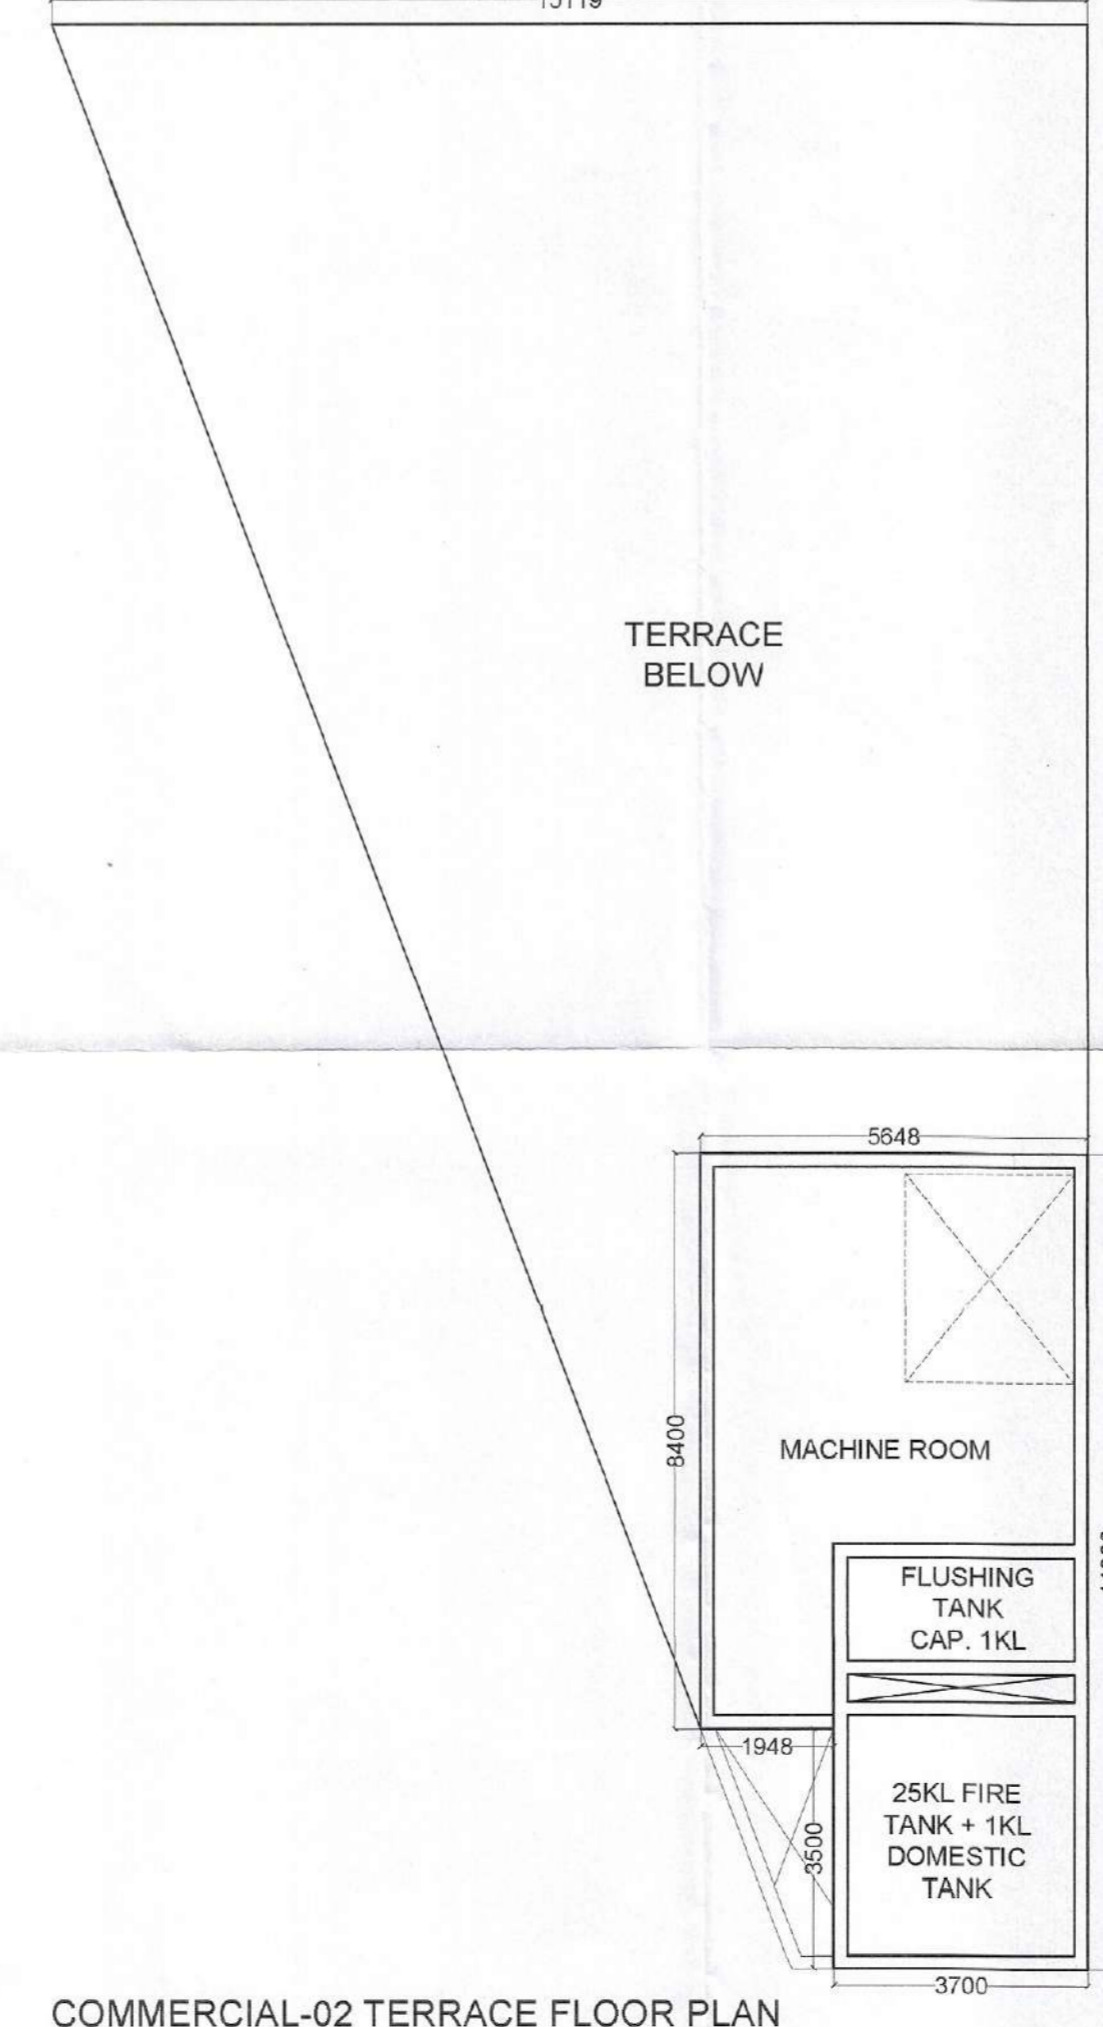 15119
TERRACE
BELOW
5648
8400
MACHINE ROOM
FLUSHING
TANK
CAP. 1KL
1948
3500
25KL FIRE
TANK + 1KL
DOMESTIC
TANK
3700
COMMERCIAL-02 TERRACE FLOOR PLAN